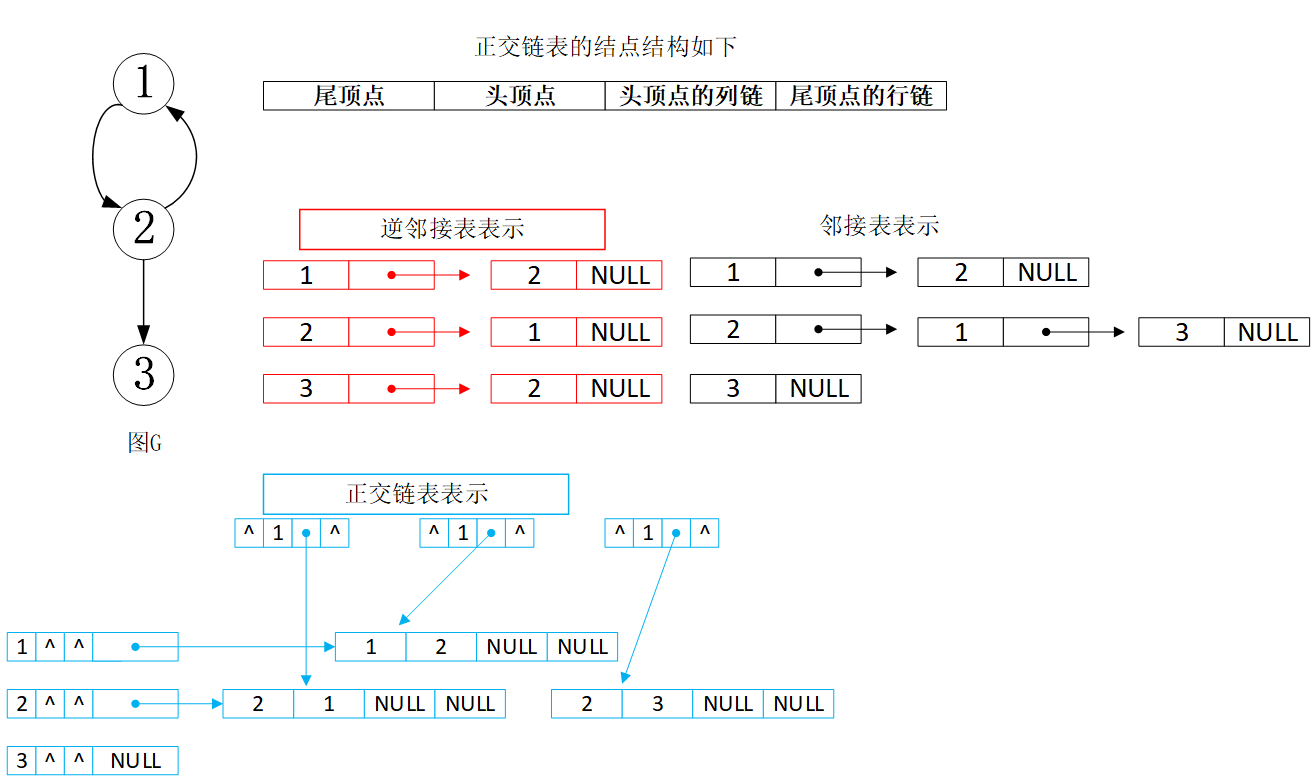 正交链表的结点结构如下
尾顶点 头顶点 头顶点的列链 尾顶点的行链
1
2
3
图G
逆邻接表表示
1 2 NULL
2 1 NULL
3 2 NULL
邻接表表示
1 2 NULL
2 1 3 NULL
3 NULL
正交链表表示
^ 1 ^ ^ 1 ^ ^ 1 ^
1 ^ ^ 1 2 NULL NULL
2 ^ ^ 2 1 NULL NULL 2 3 NULL NULL
3 ^ ^ NULL